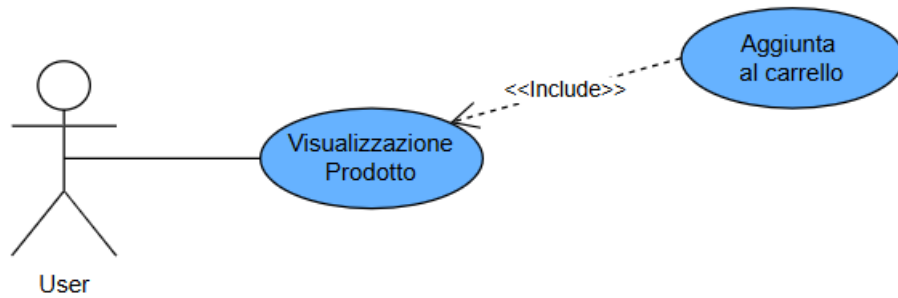 Aggiunta
al carrello
<<Include>>
Visualizzazione
Prodotto
User